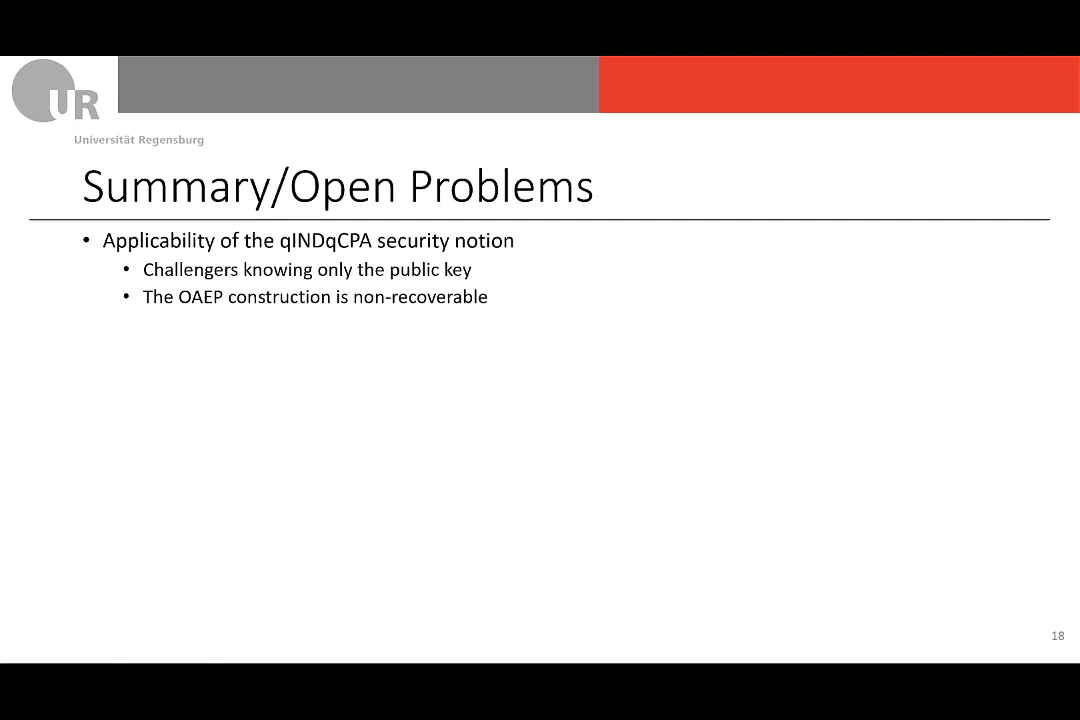 UR
Universität Regensburg
Summary/Open Problems
• Applicability of the qINDqCPA security notion
• Challengers knowing only the public key
• The OAEP construction is non-recoverable
18